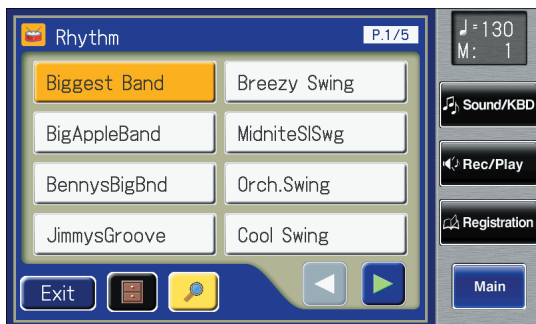 Rhythm
P.1/5
♩=130
M: 1
Biggest Band
Breezy Swing
BigAppleBand
MidniteSlSwg
BennysBigBnd
Orch.Swing
JimmysGroove
Cool Swing
Exit
Sound/KBD
Rec/Play
Registration
Main